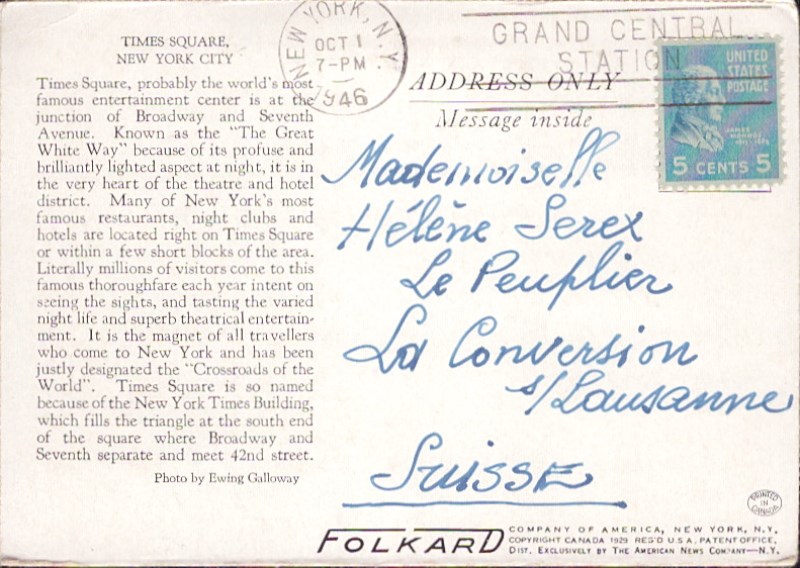 TIMES SQUARE,
NEW YORK CITY
Times Square, probably the world's most
famous entertainment center is at the
junction of Broadway and Seventh
Avenue. Known as the "The Great
White Way" because of its profuse and
brilliantly lighted aspect at night, it is in
the very heart of the theatre and hotel
district. Many of New York's most
famous restaurants, night clubs and
hotels are located right on Times Square
or within a few short blocks of the area.
Literally millions of visitors come to this
famous thoroughfare each year intent on
seeing the sights, and tasting the varied
night life and superb theatrical entertain-
ment. It is the magnet of all travellers
who come to New York and has been
justly designated the "Crossroads of the
World". Times Square is so named
because of the New York Times Building,
which fills the triangle at the south end
of the square where Broadway and
Seventh separate and meet 42nd street.
Photo by Ewing Galloway
NEW YORK, N.Y.
OCT 1
7-PM
1946
GRAND CENTRAL
STATION
UNITED
STATES
POSTAGE
JAMES
MONROE
5 CENTS 5
ADDRESS ONLY
Message inside
Mademoiselle
Hélène Serex
Le Peuplier
La Conversion
s/Lausanne
SUISSE
PRINTED
IN
CANADA
FOLKARD
COMPANY OF AMERICA, NEW YORK, N.Y.
COPYRIGHT CANADA 1929 REG'D U.S.A. PATENT OFFICE,
DIST. EXCLUSIVELY BY THE AMERICAN NEWS COMPANY—N.Y.